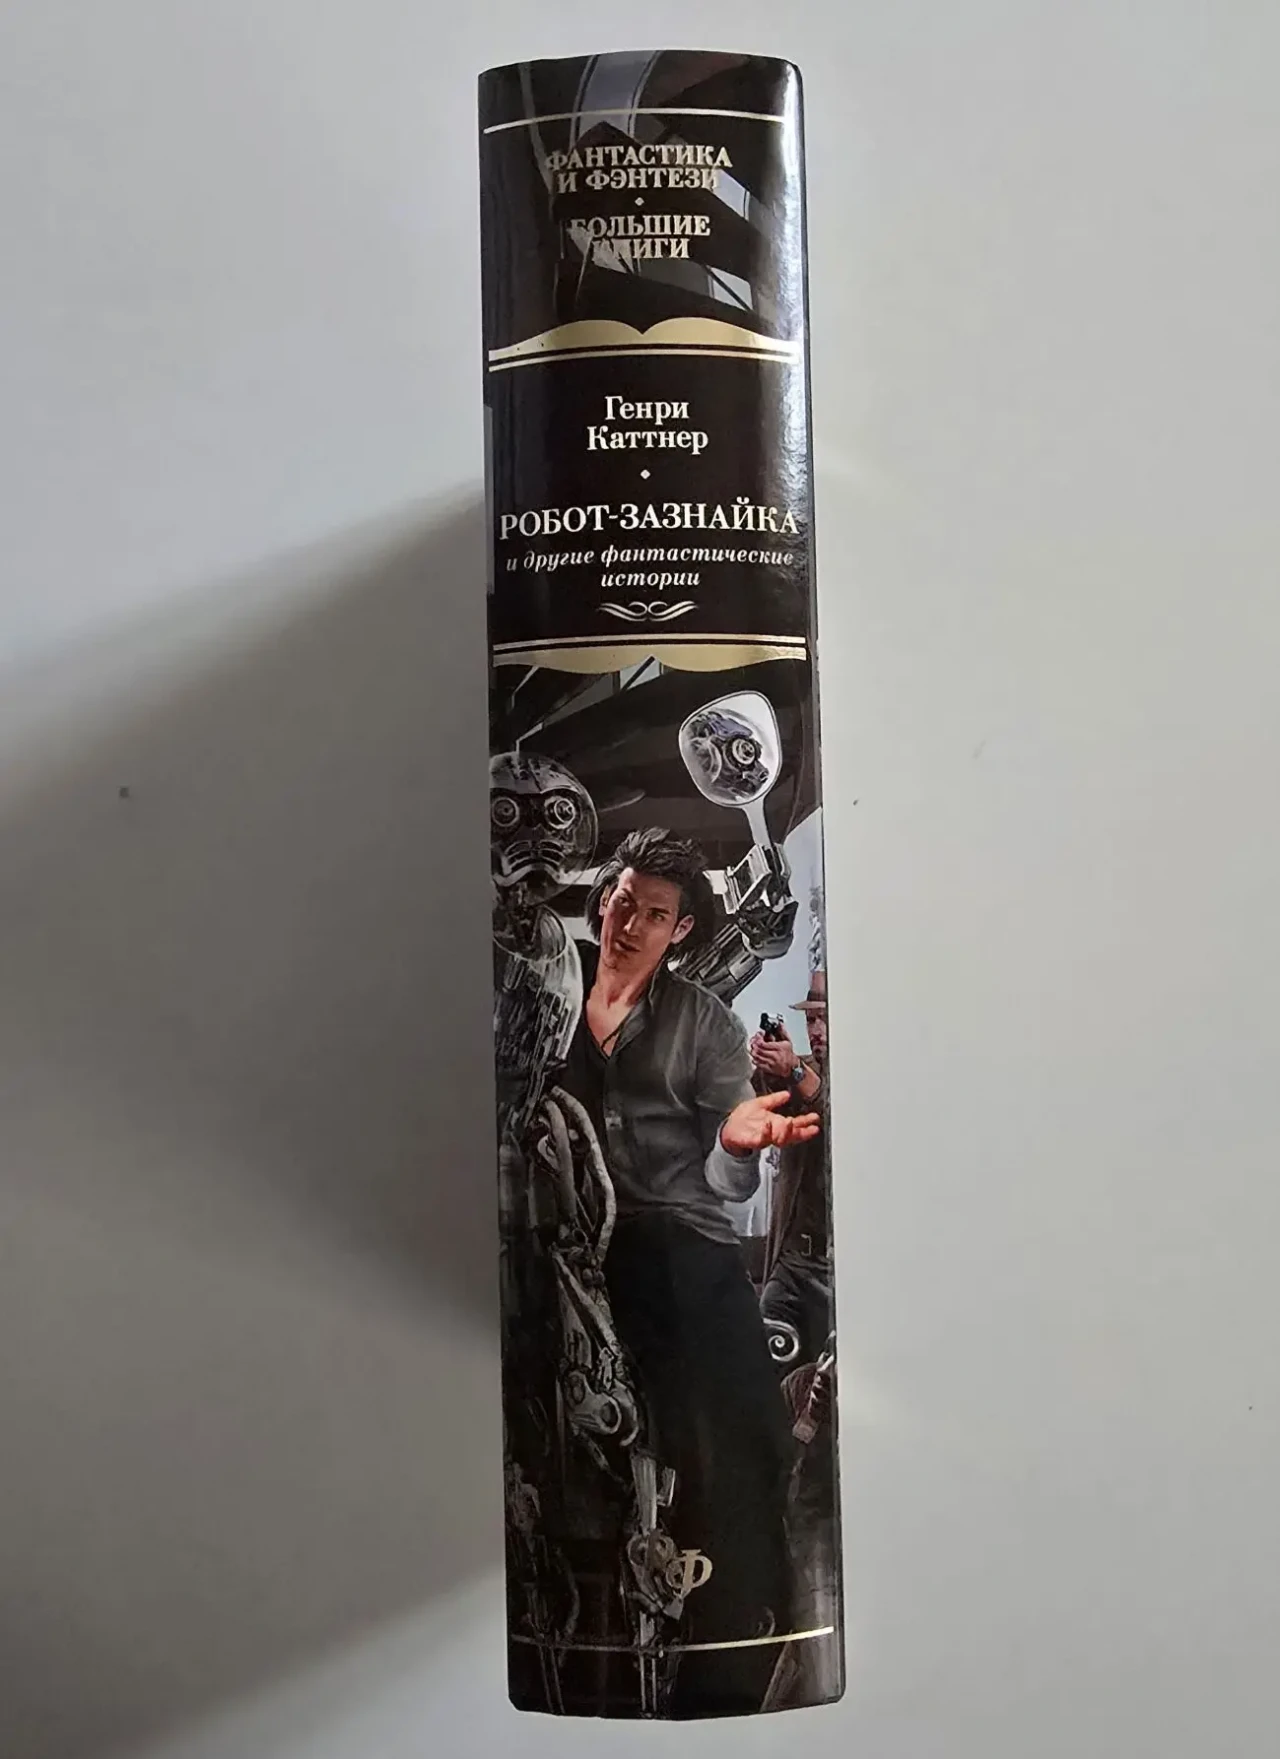 ФАНТАСТИКА
И ФЭНТЕЗИ
БОЛЬШИЕ
КНИГИ
Генри
Каттнер
РОБОТ-ЗАЗНАЙКА
и другие фантастические
истории